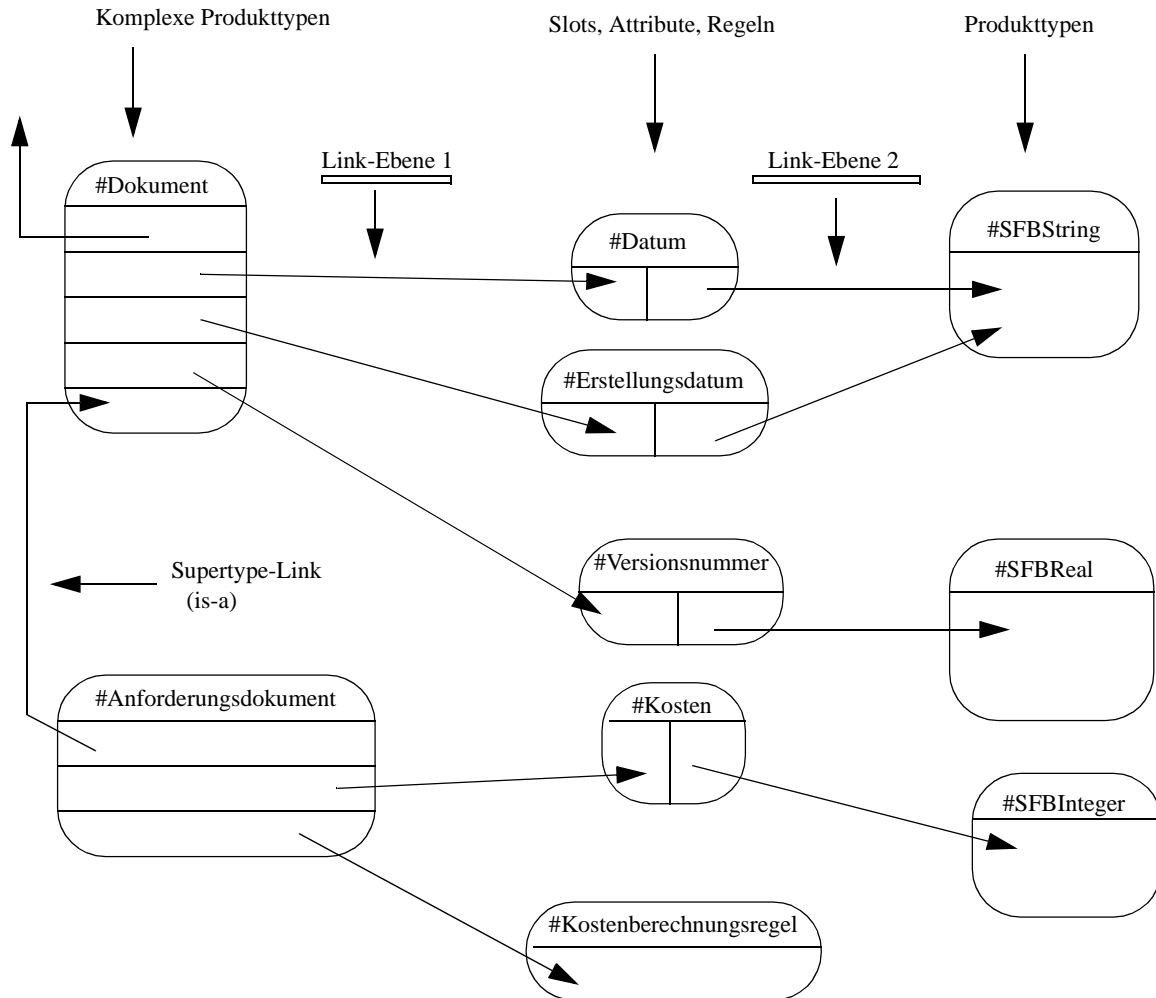 Komplexe Produkttypen
Slots, Attribute, Regeln
Produkttypen
Link-Ebene 1
Link-Ebene 2
#Dokument
#Datum
#SFBString
#Erstellungsdatum
#Versionsnummer
#SFBReal
Supertype-Link
(is-a)
#Anforderungsdokument
#Kosten
#SFBInteger
#Kostenberechnungsregel